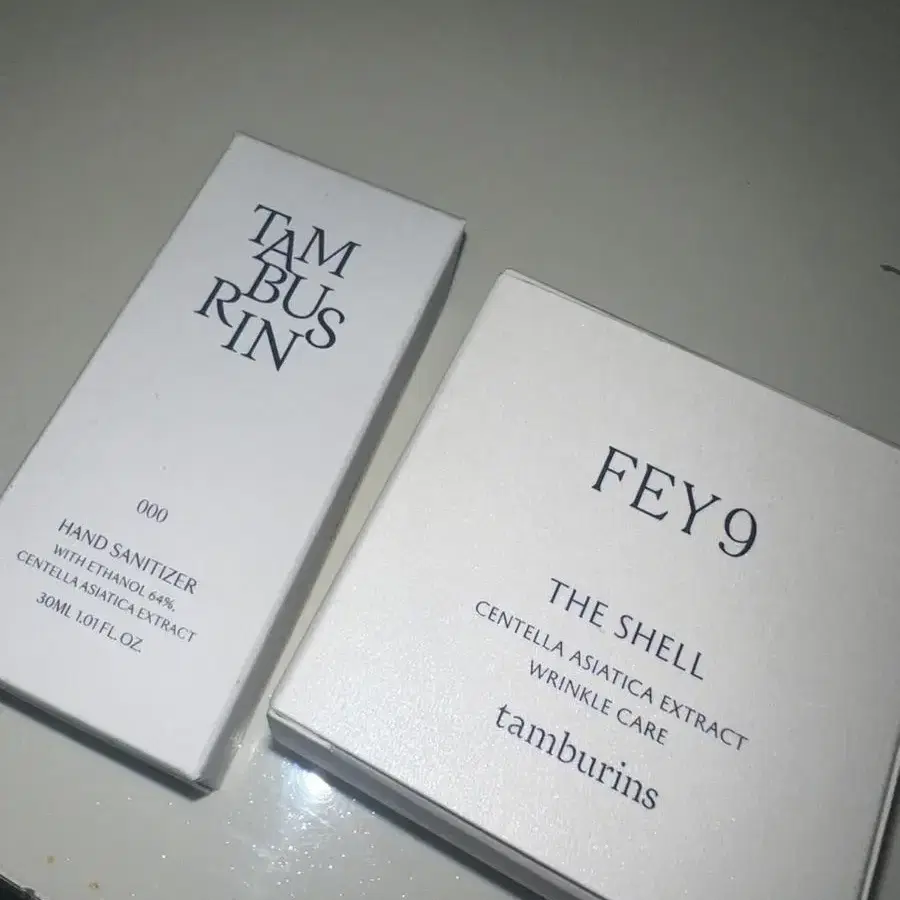 TAM
BUS
RIN
000
HAND SANITIZER
WITH ETHANOL 64%,
CENTELLA ASIATICA EXTRACT
30ML 1.01 FL. OZ.
FEY9
THE SHELL
CENTELLA ASIATICA EXTRACT
WRINKLE CARE
tamburins